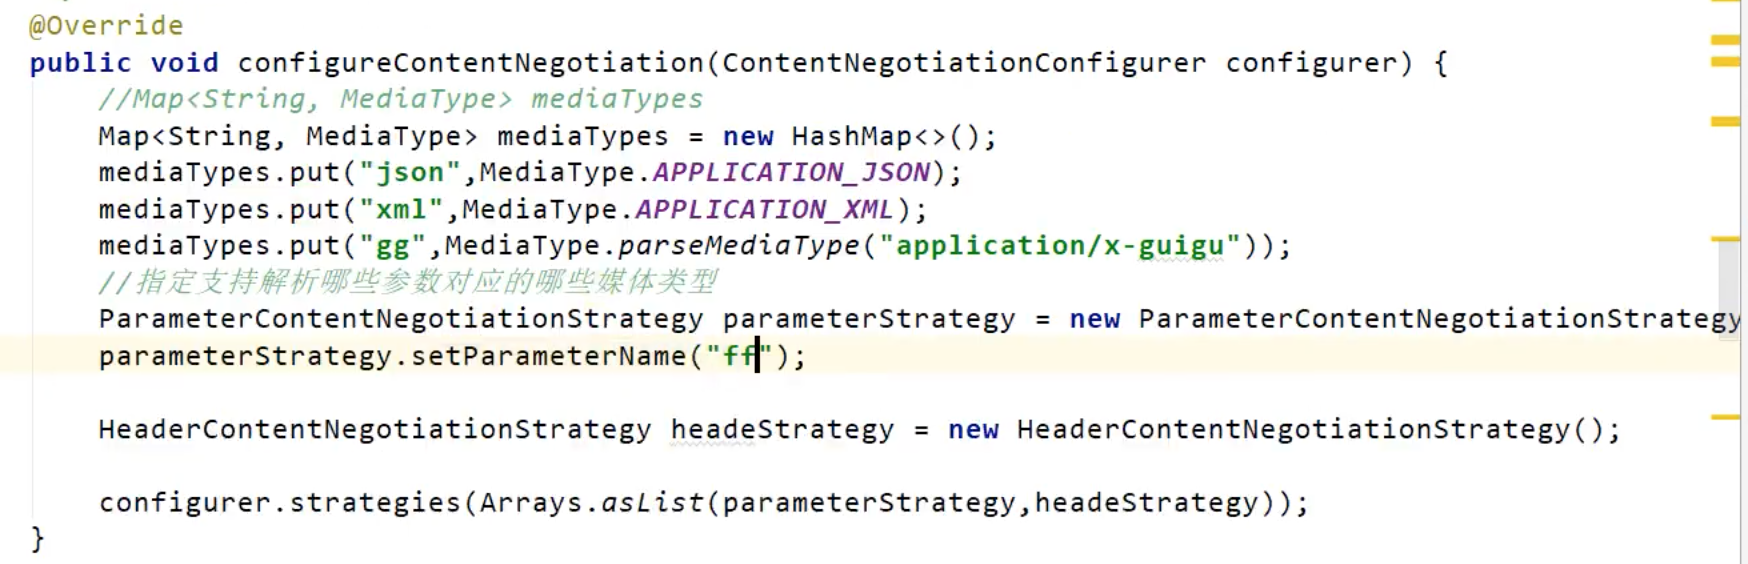 @Override
public void configureContentNegotiation(ContentNegotiationConfigurer configurer) {
//Map<String, MediaType> mediaTypes
Map<String, MediaType> mediaTypes = new HashMap<>();
mediaTypes.put("json",MediaType.APPLICATION_JSON);
mediaTypes.put("xml",MediaType.APPLICATION_XML);
mediaTypes.put("gg",MediaType.parseMediaType("application/x-guigu"));
//指定支持解析哪些参数对应的哪些媒体类型
ParameterContentNegotiationStrategy parameterStrategy = new ParameterContentNegotiationStrategy
parameterStrategy.setParameterName("ff");
HeaderContentNegotiationStrategy headeStrategy = new HeaderContentNegotiationStrategy();
configurer.strategies(Arrays.asList(parameterStrategy,headeStrategy));
}